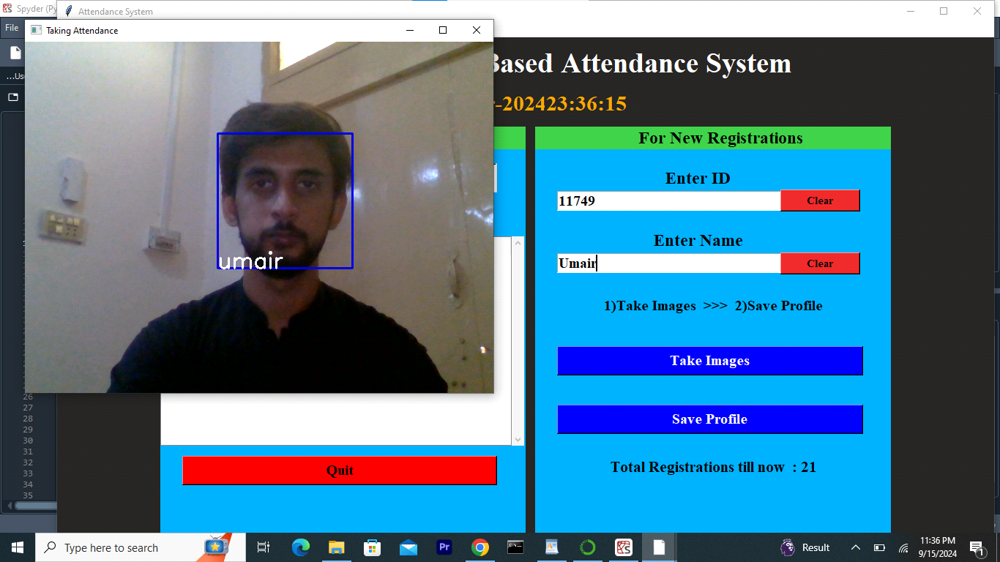 Spyder (Py
Attendance System
File
Taking Attendance
Based Attendance System
...Use
-202423:36:15
For New Registrations
Enter ID
11749
Clear
Enter Name
Umair
Clear
umair
1)Take Images >>> 2)Save Profile
Take Images
26
27
28
29
30
31
32
33
34
35
Save Profile
Quit
Total Registrations till now : 21
Type here to search
Pr
Result
11:36 PM
9/15/2024
1